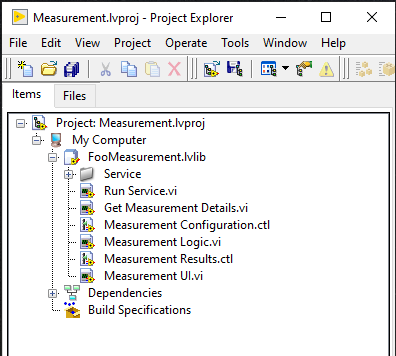 Measurement.lvproj - Project Explorer
File Edit View Project Operate Tools Window Help
Items Files
Project: Measurement.lvproj
My Computer
FooMeasurement.lvlib
Service
Run Service.vi
Get Measurement Details.vi
Measurement Configuration.ctl
Measurement Logic.vi
Measurement Results.ctl
Measurement UI.vi
Dependencies
Build Specifications